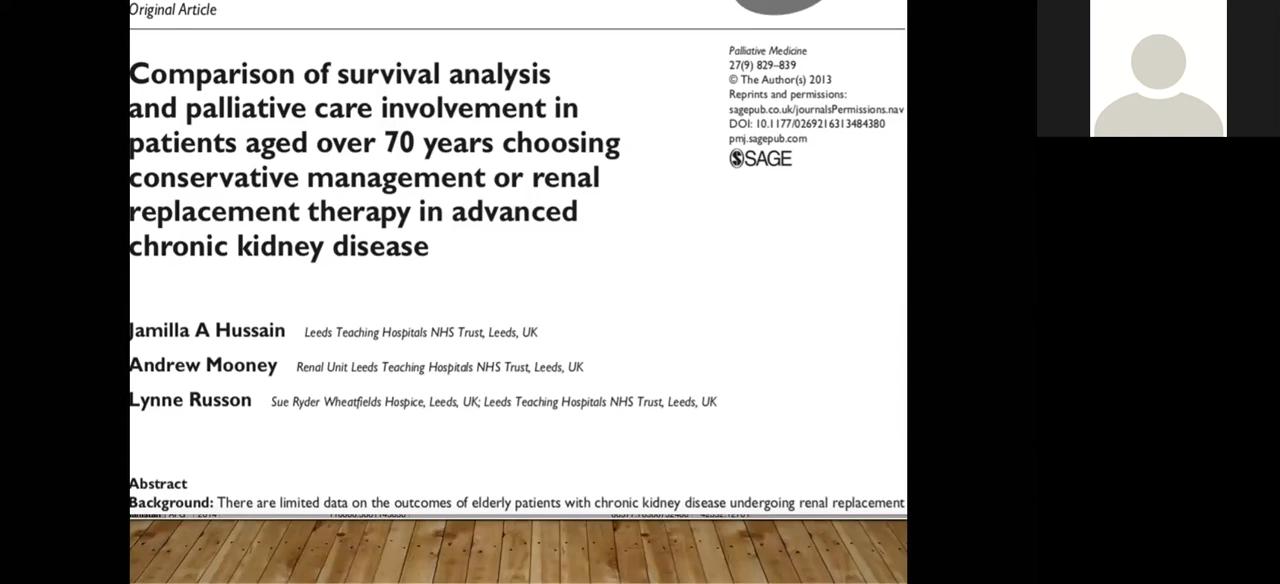 Original Article
Comparison of survival analysis
and palliative care involvement in
patients aged over 70 years choosing
conservative management or renal
replacement therapy in advanced
chronic kidney disease
Palliative Medicine
27(9) 829–839
© The Author(s) 2013
Reprints and permissions:
sagepub.co.uk/journalsPermissions.nav
DOI: 10.1177/0269216313484380
pmj.sagepub.com
SAGE
Jamilla A Hussain Leeds Teaching Hospitals NHS Trust, Leeds, UK
Andrew Mooney Renal Unit Leeds Teaching Hospitals NHS Trust, Leeds, UK
Lynne Russon Sue Ryder Wheatfields Hospice, Leeds, UK; Leeds Teaching Hospitals NHS Trust, Leeds, UK
Abstract
Background: There are limited data on the outcomes of elderly patients with chronic kidney disease undergoing renal replacement